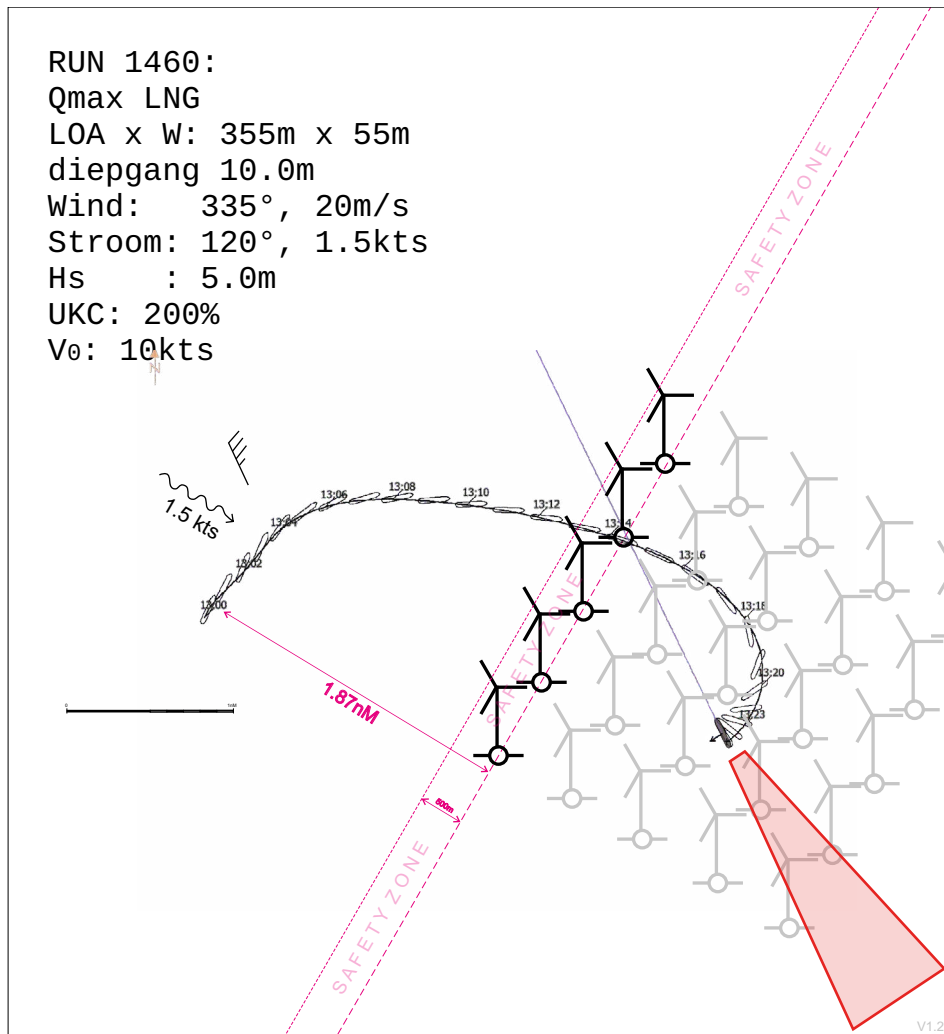 RUN 1460:
Qmax LNG
LOA x W: 355m x 55m
diepgang 10.0m
Wind:   335°, 20m/s
Stroom: 120°, 1.5kts
Hs    : 5.0m
UKC: 200%
V0: 10kts
N
SAFETY ZONE
1.5 kts
13:00
13:02
13:04
13:06
13:08
13:10
13:12
13:14
13:16
13:18
13:20
13:23
SAFETY ZONE
1.87nM
0
1nM
SAFETY ZONE
V1.2